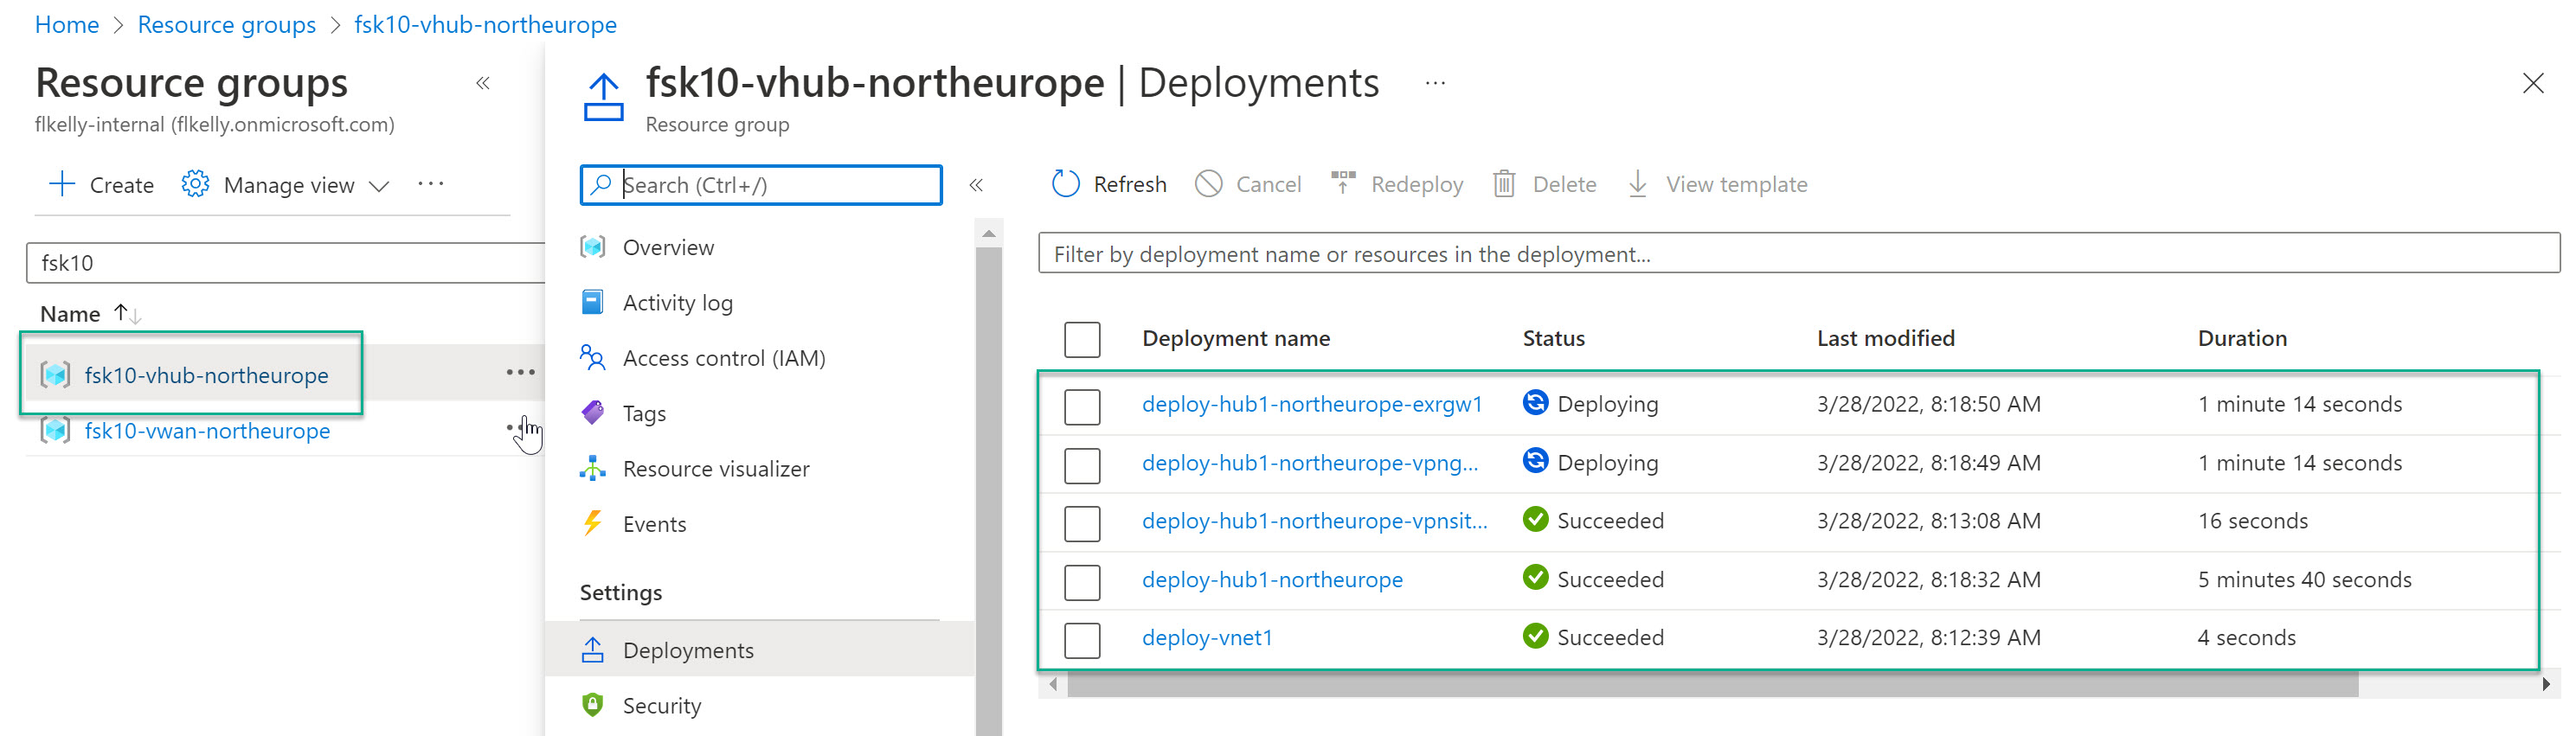 Home > Resource groups > fsk10-vhub-northeurope
Resource groups
flkelly-internal (flkelly.onmicrosoft.com)
Create Manage view ...
fsk10
Name
fsk10-vhub-northeurope ...
fsk10-vwan-northeurope
fsk10-vhub-northeurope | Deployments ...
Resource group
Search (Ctrl+/)
Overview
Activity log
Access control (IAM)
Tags
Resource visualizer
Events
Settings
Deployments
Security
Refresh Cancel Redeploy Delete View template
Filter by deployment name or resources in the deployment...
Deployment name Status Last modified Duration
deploy-hub1-northeurope-exrgw1 Deploying 3/28/2022, 8:18:50 AM 1 minute 14 seconds
deploy-hub1-northeurope-vpng... Deploying 3/28/2022, 8:18:49 AM 1 minute 14 seconds
deploy-hub1-northeurope-vpnsit... Succeeded 3/28/2022, 8:13:08 AM 16 seconds
deploy-hub1-northeurope Succeeded 3/28/2022, 8:18:32 AM 5 minutes 40 seconds
deploy-vnet1 Succeeded 3/28/2022, 8:12:39 AM 4 seconds